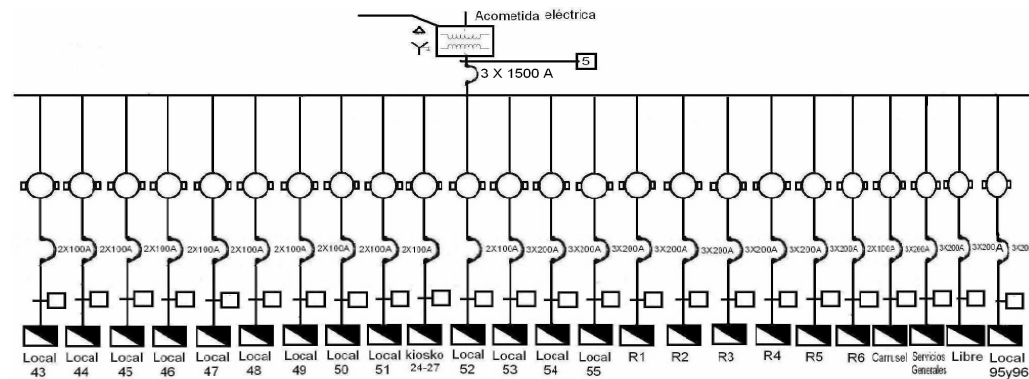 Acometida eléctrica
5
3 X 1500 A
2X100A 2X100A 2X100A 2X100A 2X100A 2X100A 2X100A 2X100A 2X100A 2X100A 3X200A 3X200A 3X200A 3X200A 3X200A 3X200A 3X200A 3X200A 2X100A 3X200A 3X200A 3X200A 3X20
Local Local Local Local Local Local Local Local Local kiosko Local Local Local Local R1 R2 R3 R4 R5 R6 Carrusel Servicios Libre Local
43 44 45 46 47 48 49 50 51 24-27 52 53 54 55 Generales 95y96